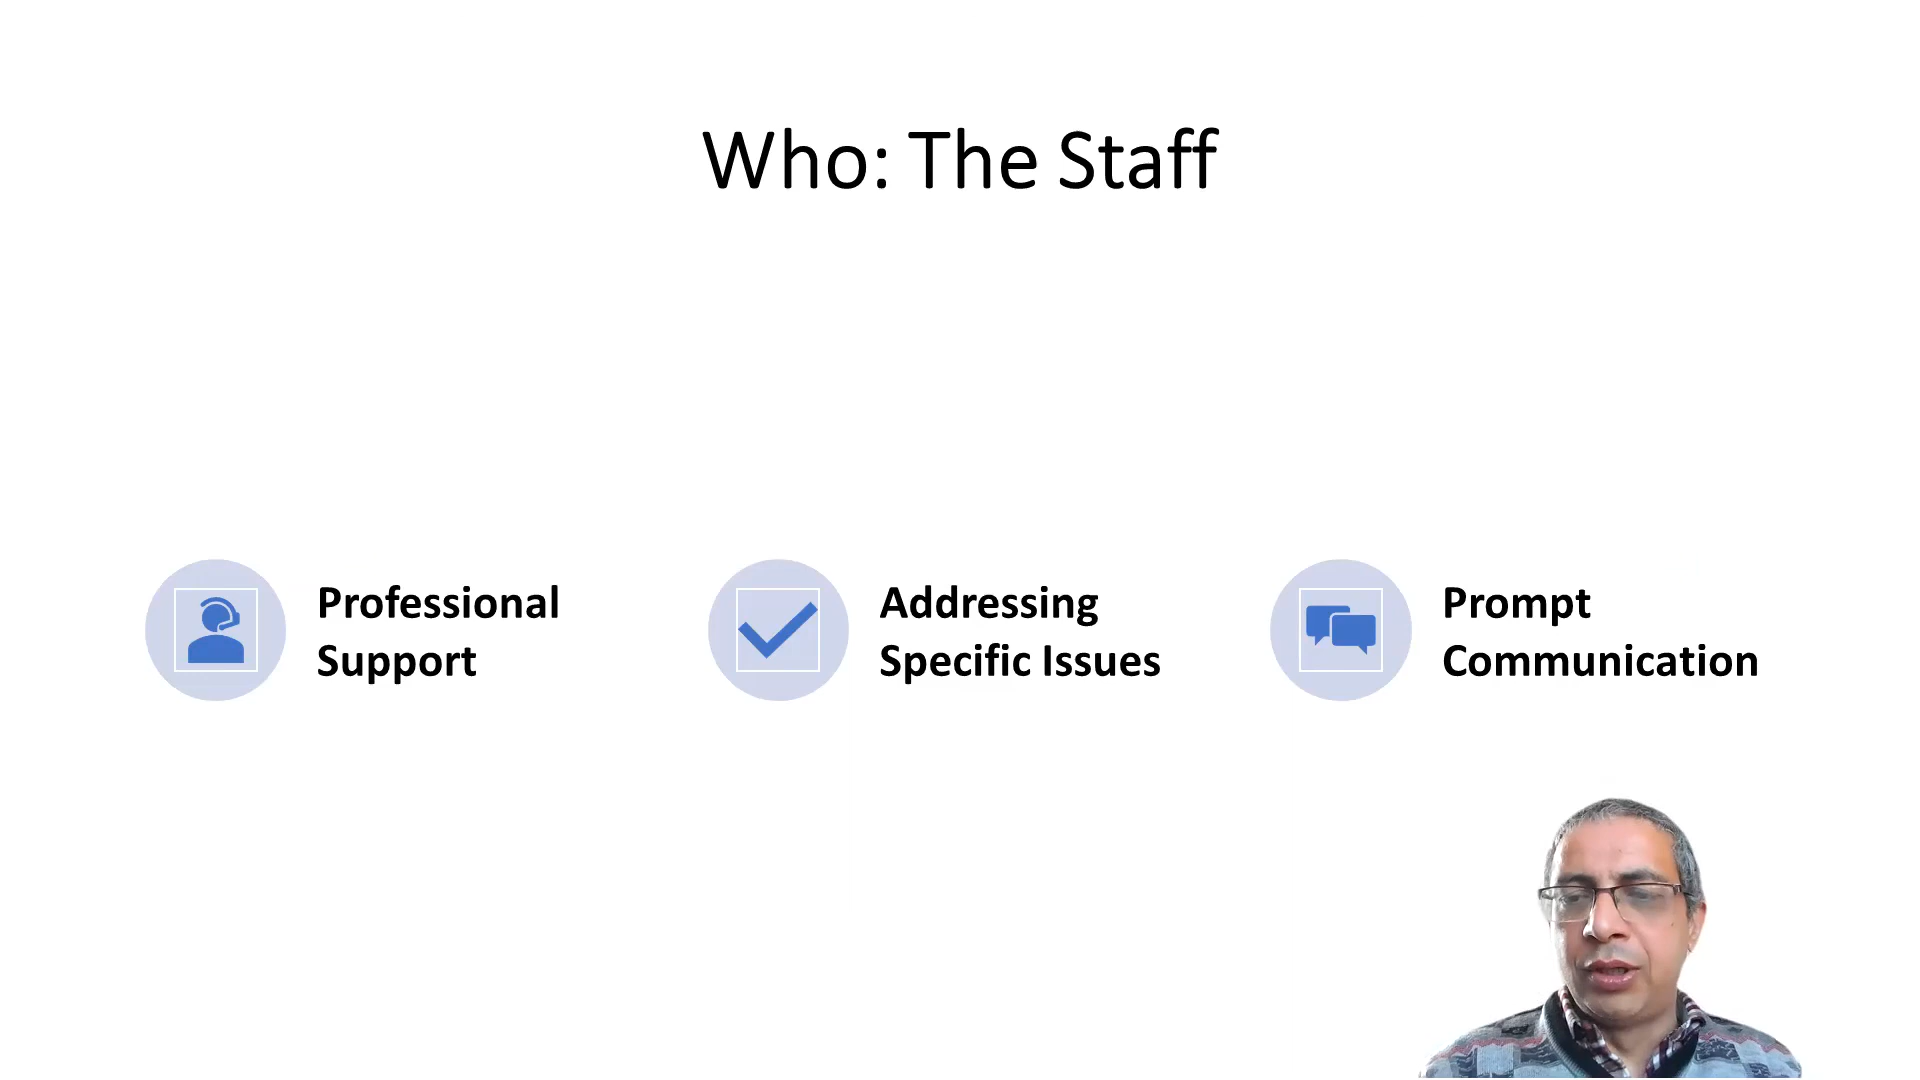 Who: The Staff
Professional
Support
Addressing
Specific Issues
Prompt
Communication